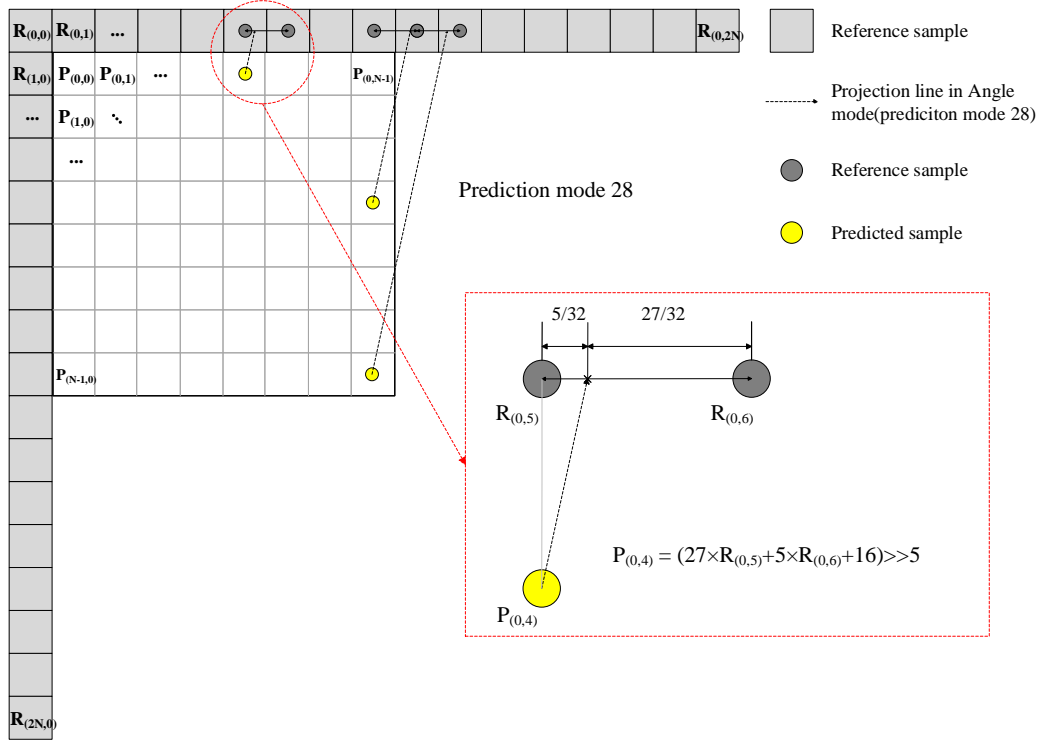 R(0,0) R(0,1) ... R(0,2N) Reference sample
R(1,0) P(0,0) P(0,1) ... P(0,N-1)
Projection line in Angle
mode(prediciton mode 28)
... P(1,0) ⋱
...
Reference sample
Prediction mode 28
Predicted sample
5/32 27/32
P(N-1,0)
R(0,5) R(0,6)
P(0,4) = (27×R(0,5)+5×R(0,6)+16)>>5
P(0,4)
R(2N,0)